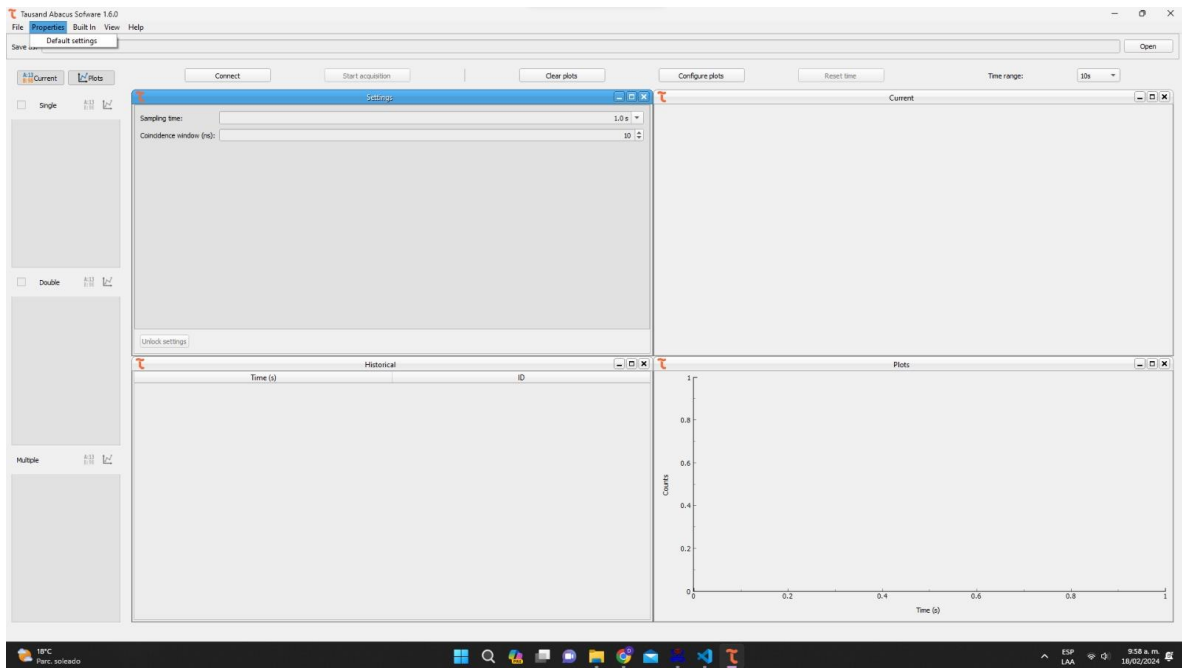 Tausand Abacus Sofware 1.6.0
File Properties Built In View Help
Default settings
Save
Open
Current Plots Connect Start acquisition Clear plots Configure plots Reset time Time range: 10s
Single
Double
Multiple
Settings
Sampling time: 1.0 s
Coincidence window (ns): 10
Unlock settings
Current
Historical
Time (s) ID
Plots
1
0.8
0.6
0.4
0.2
0
Counts
0 0.2 0.4 0.6 0.8 1
Time (s)
18°C
Parc. soleado
ESP
LAA
9:58 a. m.
18/02/2024